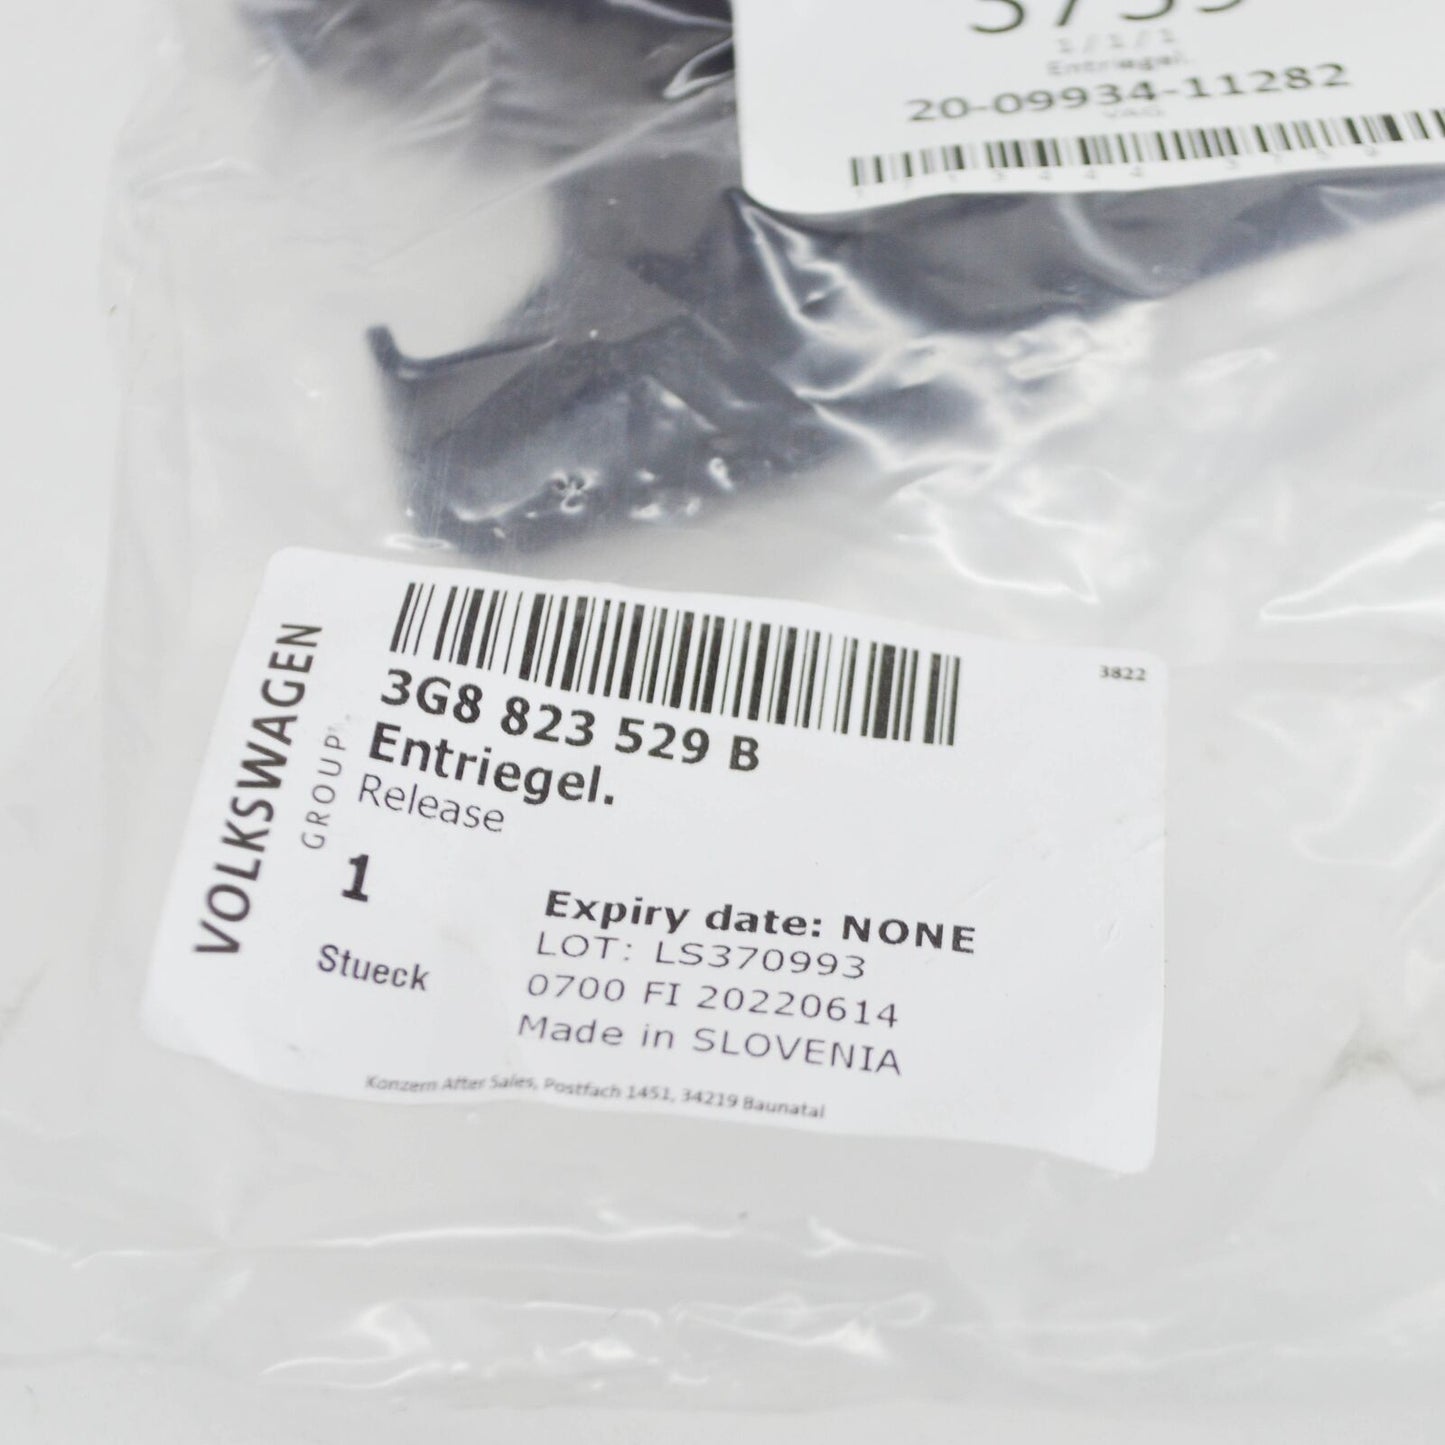 1/1/1
Entriegel.
20-09934-11282
VAG
VOLKSWAGEN
GROUP
3822
3G8 823 529 B
Entriegel.
Release
1
Stueck
Expiry date: NONE
LOT: LS370993
0700 FI 20220614
Made in SLOVENIA
Konzern After Sales, Postfach 1451, 34219 Baunatal